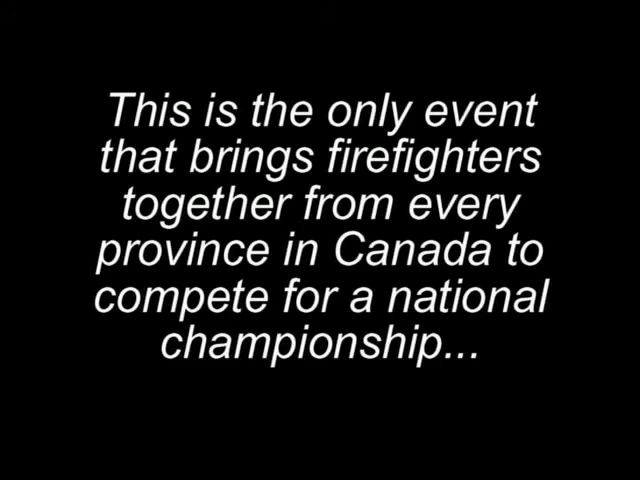 This is the only event
that brings firefighters
together from every
province in Canada to
compete for a national
championship...